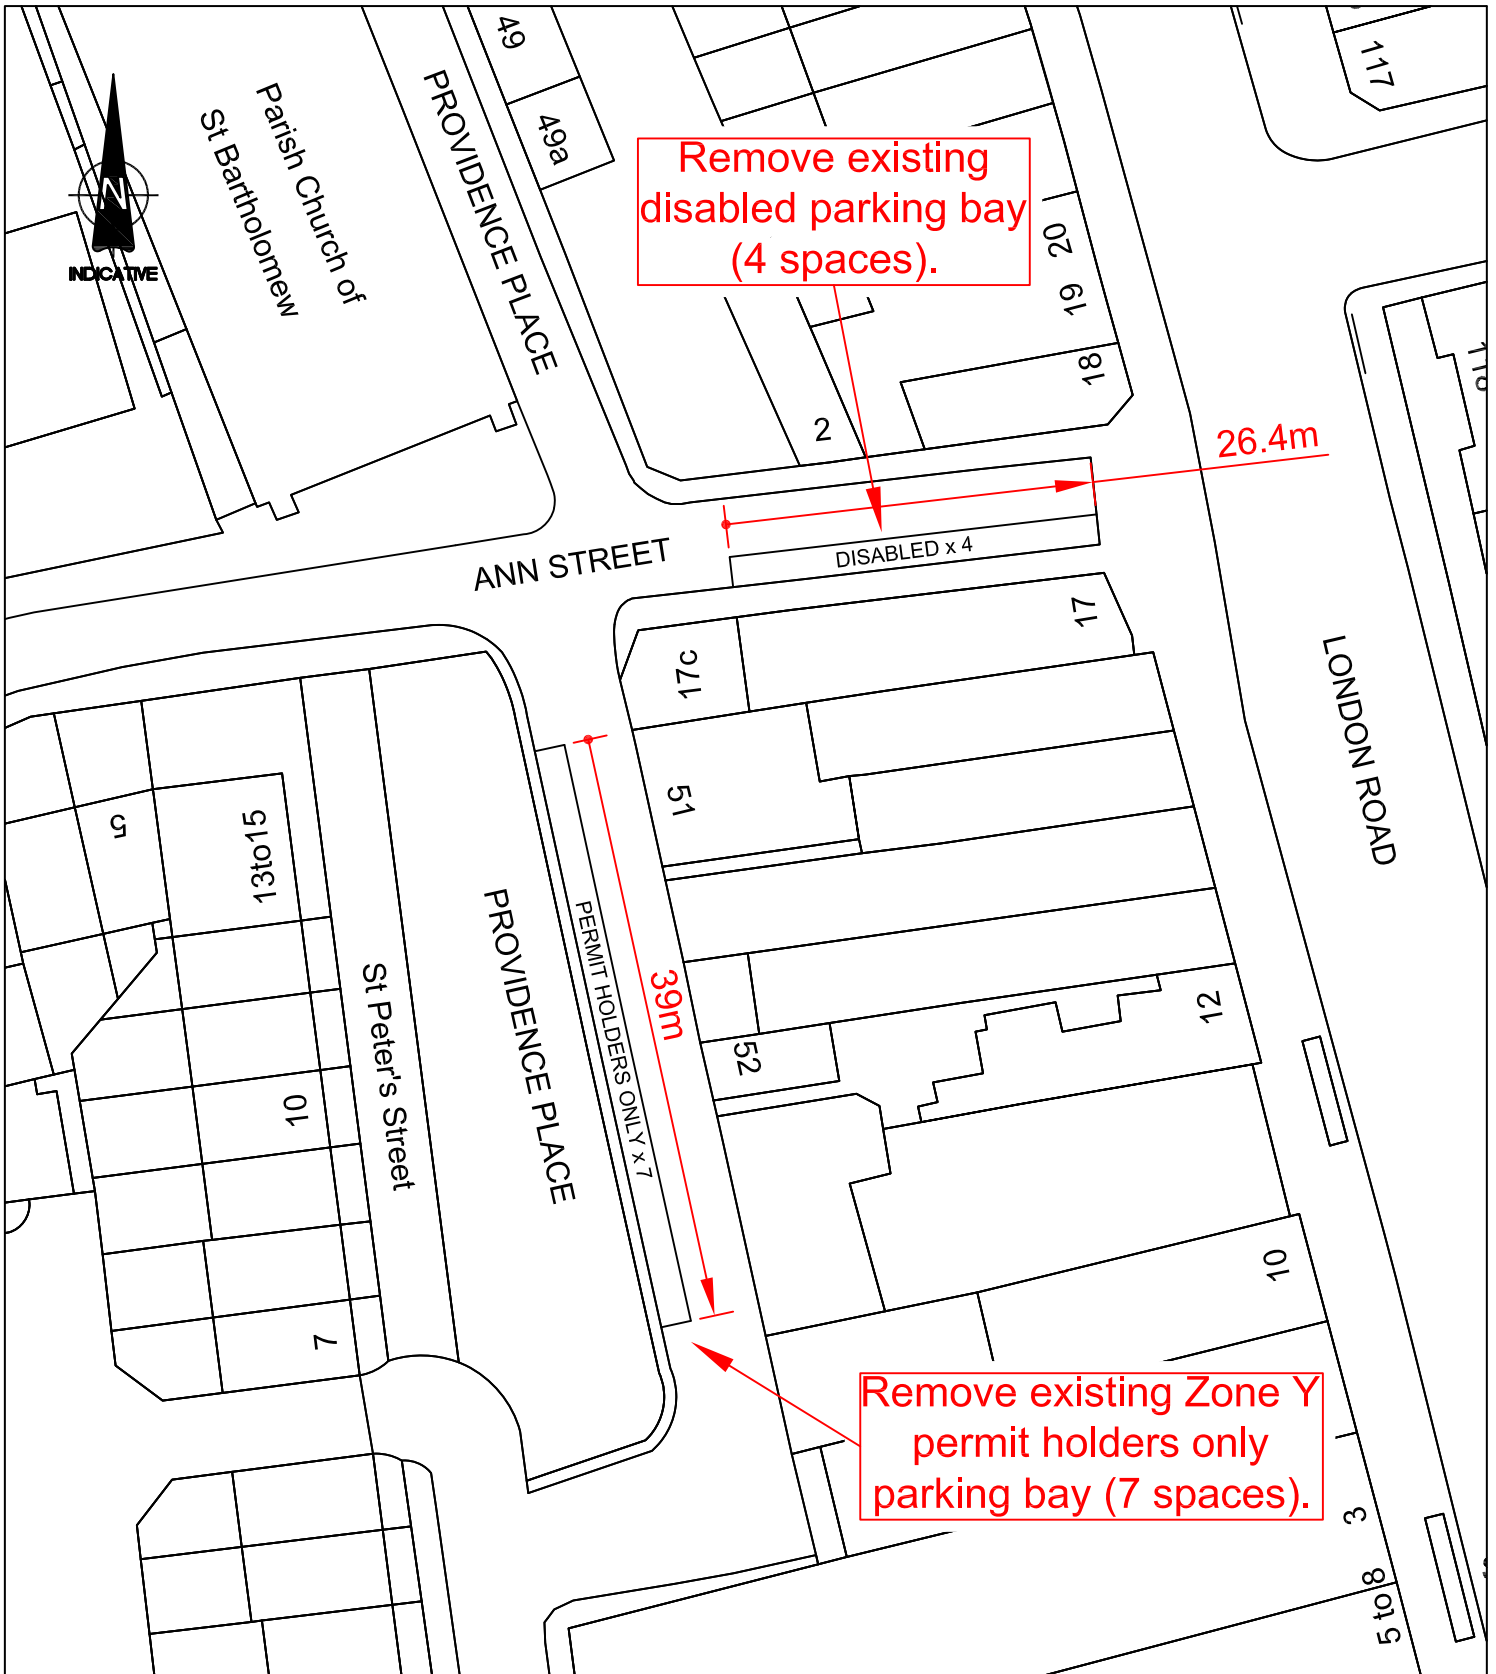 49
49a
PROVIDENCE PLACE
Parish Church of
St Bartholomew
N
INDICATIVE
117
Remove existing
disabled parking bay
(4 spaces).
20
19
18
2
26.4m
ANN STREET
DISABLED x 4
17
17c
LONDON ROAD
51
5
13to15
PROVIDENCE PLACE
PERMIT HOLDERS ONLY x 7
39m
St Peter's Street
52
12
10
10
7
Remove existing Zone Y
permit holders only
parking bay (7 spaces).
3
5 to 8